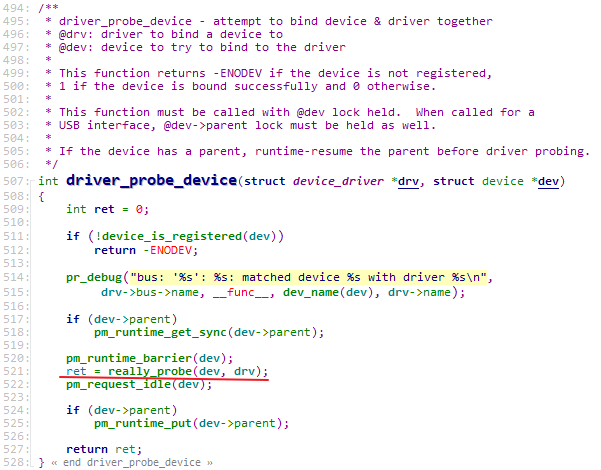 494: /**
495:  * driver_probe_device - attempt to bind device & driver together
496:  * @drv: driver to bind a device to
497:  * @dev: device to try to bind to the driver
498:  *
499:  * This function returns -ENODEV if the device is not registered,
500:  * 1 if the device is bound successfully and 0 otherwise.
501:  *
502:  * This function must be called with @dev lock held.  When called for a
503:  * USB interface, @dev->parent lock must be held as well.
504:  *
505:  * If the device has a parent, runtime-resume the parent before driver probing.
506:  */
507: int driver_probe_device(struct device_driver *drv, struct device *dev)
508: {
509:     int ret = 0;
510:
511:     if (!device_is_registered(dev))
512:         return -ENODEV;
513:
514:     pr_debug("bus: '%s': %s: matched device %s with driver %s\n",
515:          drv->bus->name, __func__, dev_name(dev), drv->name);
516:
517:     if (dev->parent)
518:         pm_runtime_get_sync(dev->parent);
519:
520:     pm_runtime_barrier(dev);
521:     ret = really_probe(dev, drv);
522:     pm_request_idle(dev);
523:
524:     if (dev->parent)
525:         pm_runtime_put(dev->parent);
526:
527:     return ret;
528: } « end driver_probe_device »